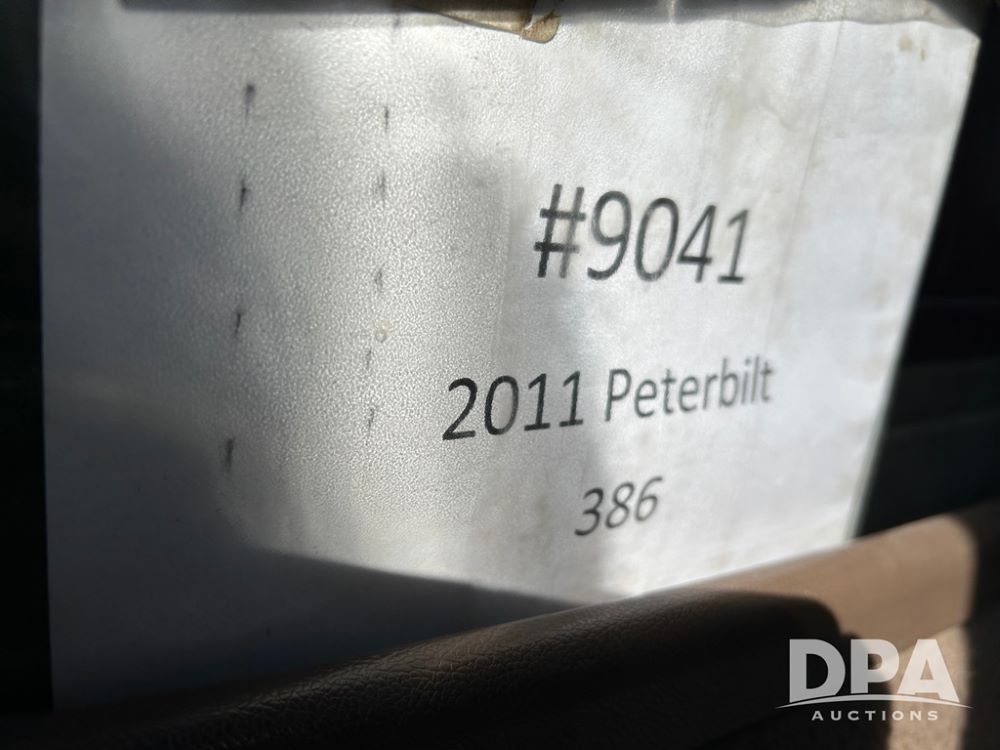 #9041
2011 Peterbilt
386
DPA
AUCTIONS